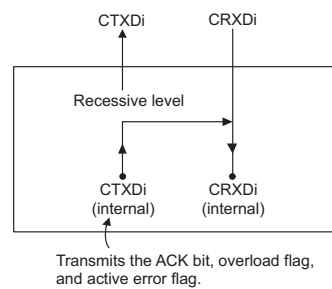 CTXDi CRXDi
Recessive level
CTXDi CRXDi
(internal) (internal)
Transmits the ACK bit, overload flag,
and active error flag.